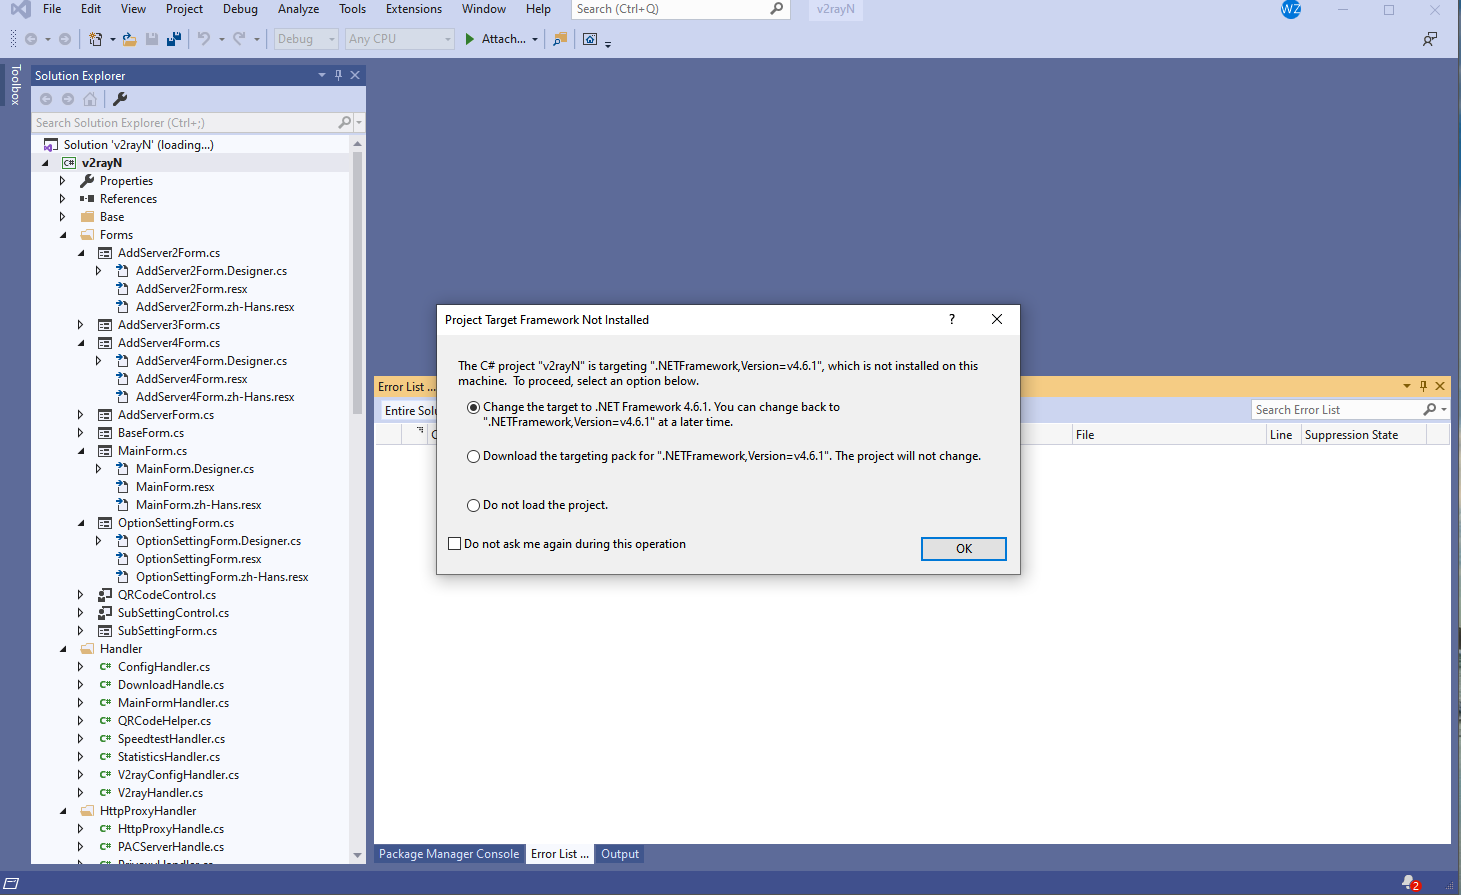 File Edit View Project Debug Analyze Tools Extensions Window Help Search (Ctrl+Q) v2rayN WZ
Debug Any CPU Attach...
Toolbox
Solution Explorer
Search Solution Explorer (Ctrl+;)
Solution 'v2rayN' (loading...)
C# v2rayN
Properties
References
Base
Forms
AddServer2Form.cs
AddServer2Form.Designer.cs
AddServer2Form.resx
AddServer2Form.zh-Hans.resx
AddServer3Form.cs
AddServer4Form.cs
AddServer4Form.Designer.cs
AddServer4Form.resx
AddServer4Form.zh-Hans.resx
AddServerForm.cs
BaseForm.cs
MainForm.cs
MainForm.Designer.cs
MainForm.resx
MainForm.zh-Hans.resx
OptionSettingForm.cs
OptionSettingForm.Designer.cs
OptionSettingForm.resx
OptionSettingForm.zh-Hans.resx
QRCodeControl.cs
SubSettingControl.cs
SubSettingForm.cs
Handler
C# ConfigHandler.cs
C# DownloadHandle.cs
C# MainFormHandler.cs
C# QRCodeHelper.cs
C# SpeedtestHandler.cs
C# StatisticsHandler.cs
C# V2rayConfigHandler.cs
C# V2rayHandler.cs
HttpProxyHandler
C# HttpProxyHandle.cs
C# PACServerHandle.cs
C# PrivoxyHandler.cs
Project Target Framework Not Installed ?
The C# project "v2rayN" is targeting ".NETFramework,Version=v4.6.1", which is not installed on this
machine. To proceed, select an option below.
Change the target to .NET Framework 4.6.1. You can change back to
".NETFramework,Version=v4.6.1" at a later time.
Download the targeting pack for ".NETFramework,Version=v4.6.1". The project will not change.
Do not load the project.
Do not ask me again during this operation
OK
Error List ...
Entire Solu
Search Error List
File Line Suppression State
Package Manager Console Error List ... Output
2